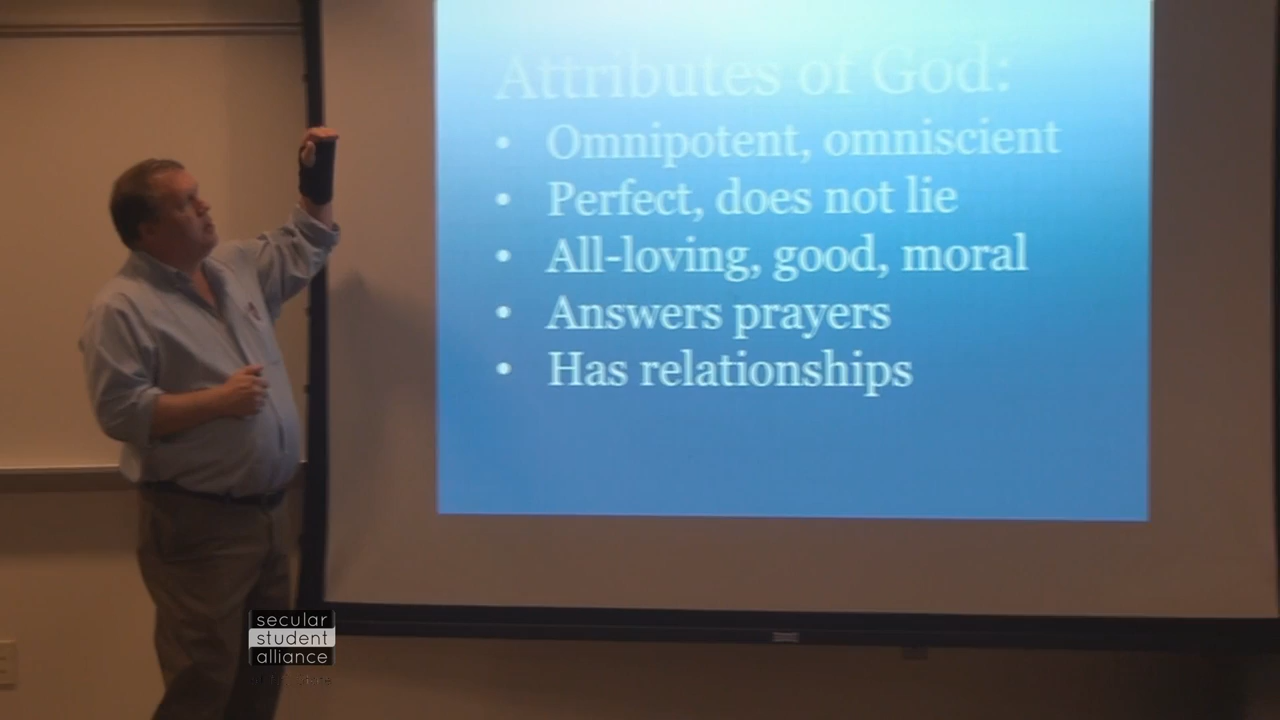 Attributes of God:
• Omnipotent, omniscient
• Perfect, does not lie
• All-loving, good, moral
• Answers prayers
• Has relationships
secular
student
alliance